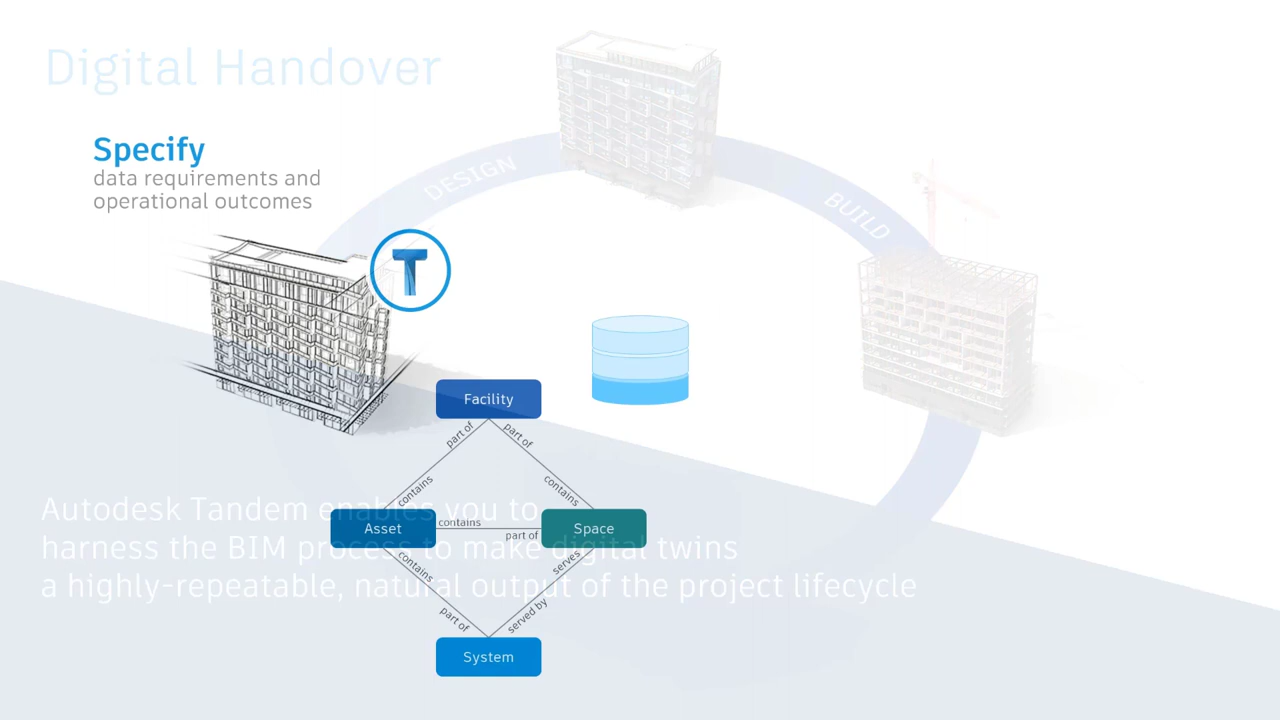 Digital Handover
Specify
data requirements and
operational outcomes
DESIGN
BUILD
T
Facility
part of
part of
contains
contains
Autodesk Tandem enables you to
harness the BIM process to make digital twins
a highly-repeatable, natural output of the project lifecycle
Asset
contains
part of
Space
contains
serves
part of
served by
System